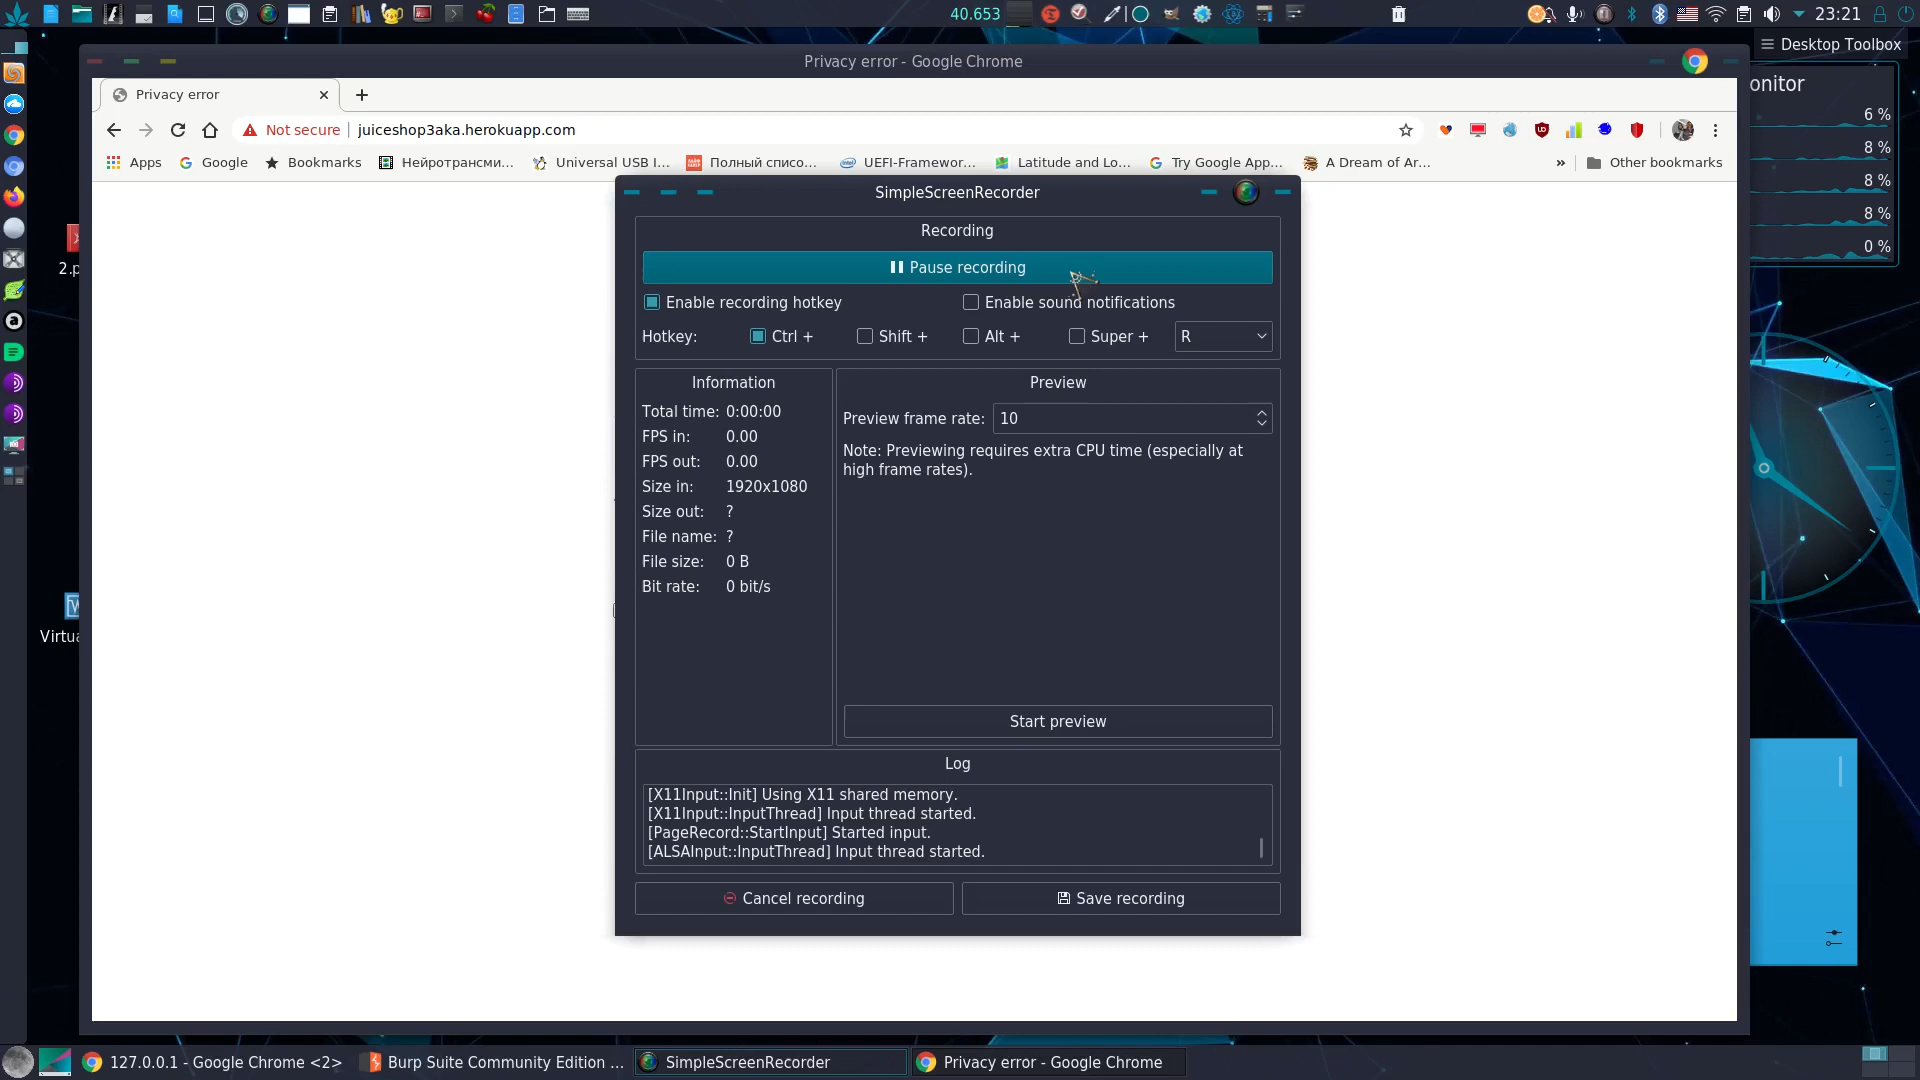 40.653
23:21
Desktop Toolbox
Privacy error - Google Chrome
onitor
Privacy error
6 %
Not secure
juiceshop3aka.herokuapp.com
8 %
Apps
Google
Bookmarks
Нейротрансми...
Universal USB I...
Полный списо...
UEFI-Framewor...
Latitude and Lo...
Try Google App...
A Dream of Ar...
»
Other bookmarks
8 %
SimpleScreenRecorder
8 %
Recording
0 %
Pause recording
2.p
Enable recording hotkey
Enable sound notifications
Hotkey:
Ctrl +
Shift +
Alt +
Super +
R
Information
Preview
Total time: 0:00:00
Preview frame rate: 10
FPS in: 0.00
Note: Previewing requires extra CPU time (especially at
high frame rates).
FPS out: 0.00
Size in: 1920x1080
Size out: ?
File name: ?
File size: 0 B
Bit rate: 0 bit/s
Virtua
Start preview
Log
[X11Input::Init] Using X11 shared memory.
[X11Input::InputThread] Input thread started.
[PageRecord::StartInput] Started input.
[ALSAInput::InputThread] Input thread started.
Cancel recording
Save recording
127.0.0.1 - Google Chrome <2>
Burp Suite Community Edition ...
SimpleScreenRecorder
Privacy error - Google Chrome